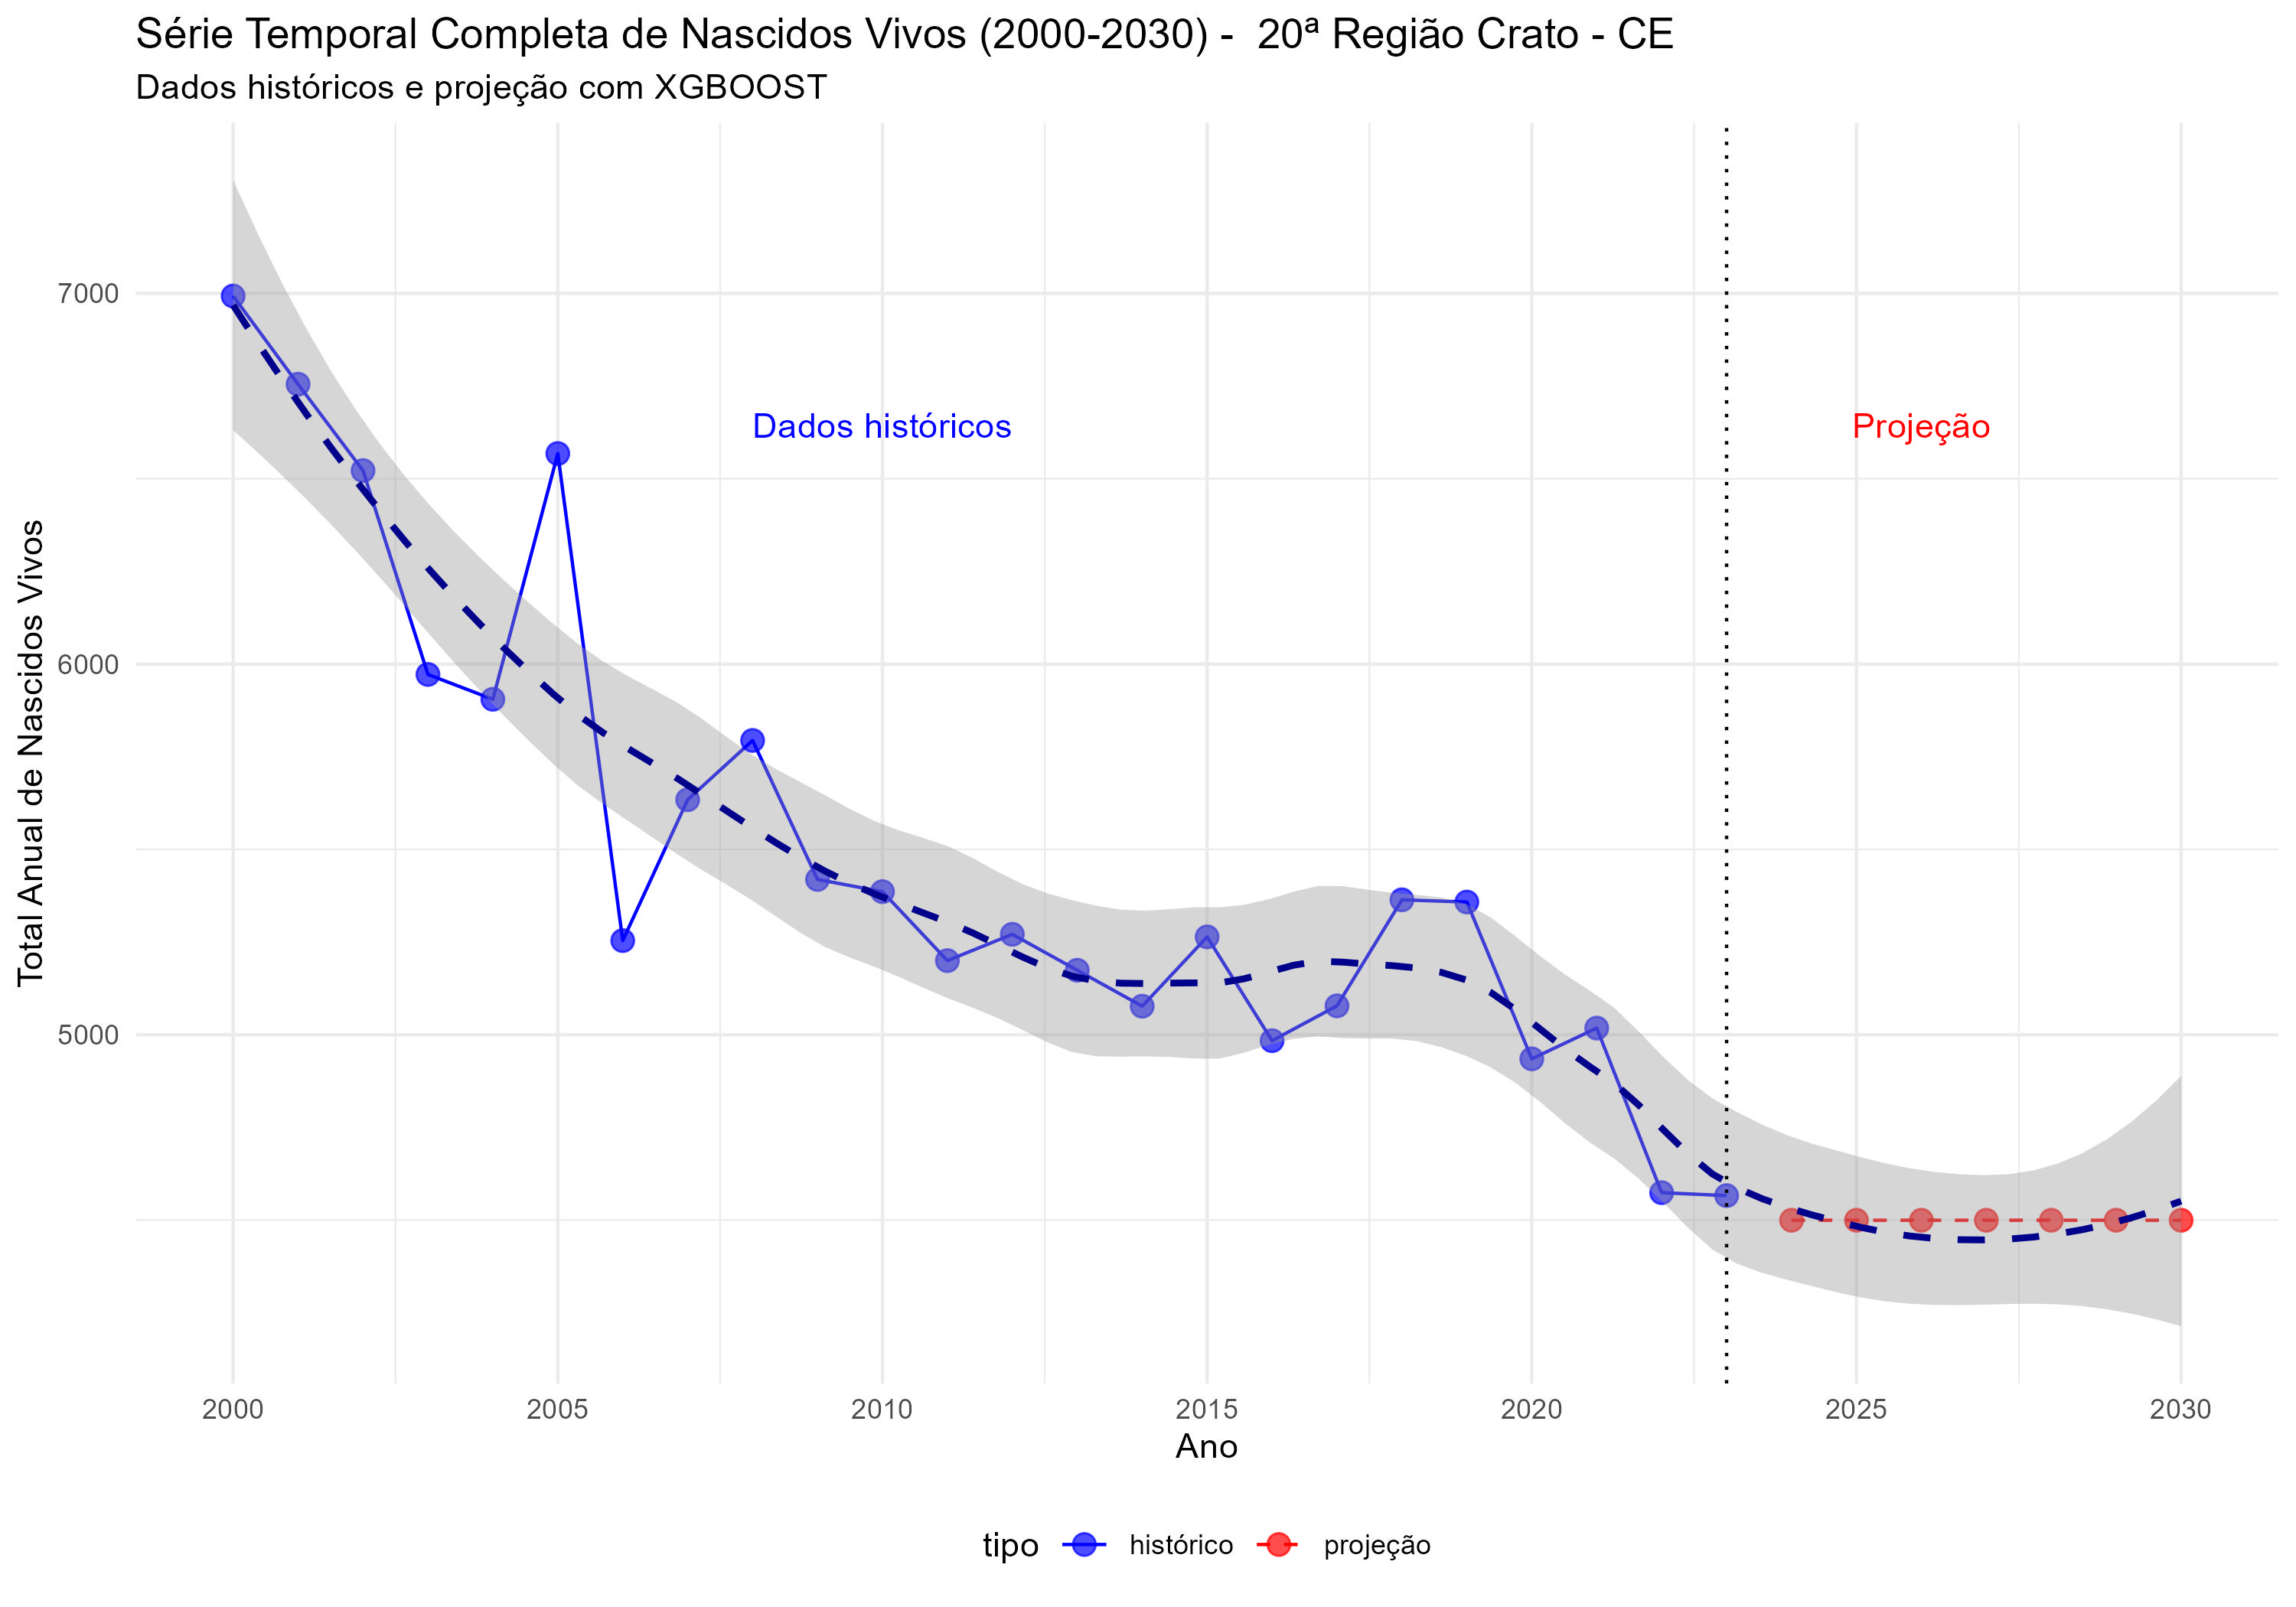 Série Temporal Completa de Nascidos Vivos (2000-2030) -  20ª Região Crato - CE
Dados históricos e projeção com XGBOOST
Total Anual de Nascidos Vivos
7000
6000
5000
Dados históricos
Projeção
2000 2005 2010 2015 2020 2025 2030
Ano
tipo histórico projeção